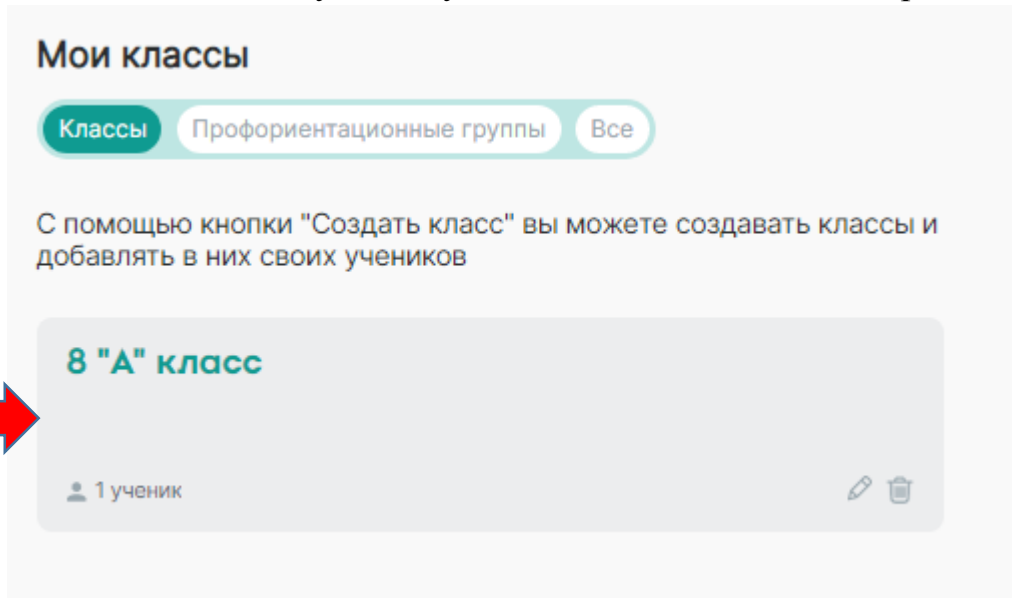 Мои классы
Классы Профориентационные группы Все
С помощью кнопки "Создать класс" вы можете создавать классы и
добавлять в них своих учеников
8 "А" класс
1 ученик